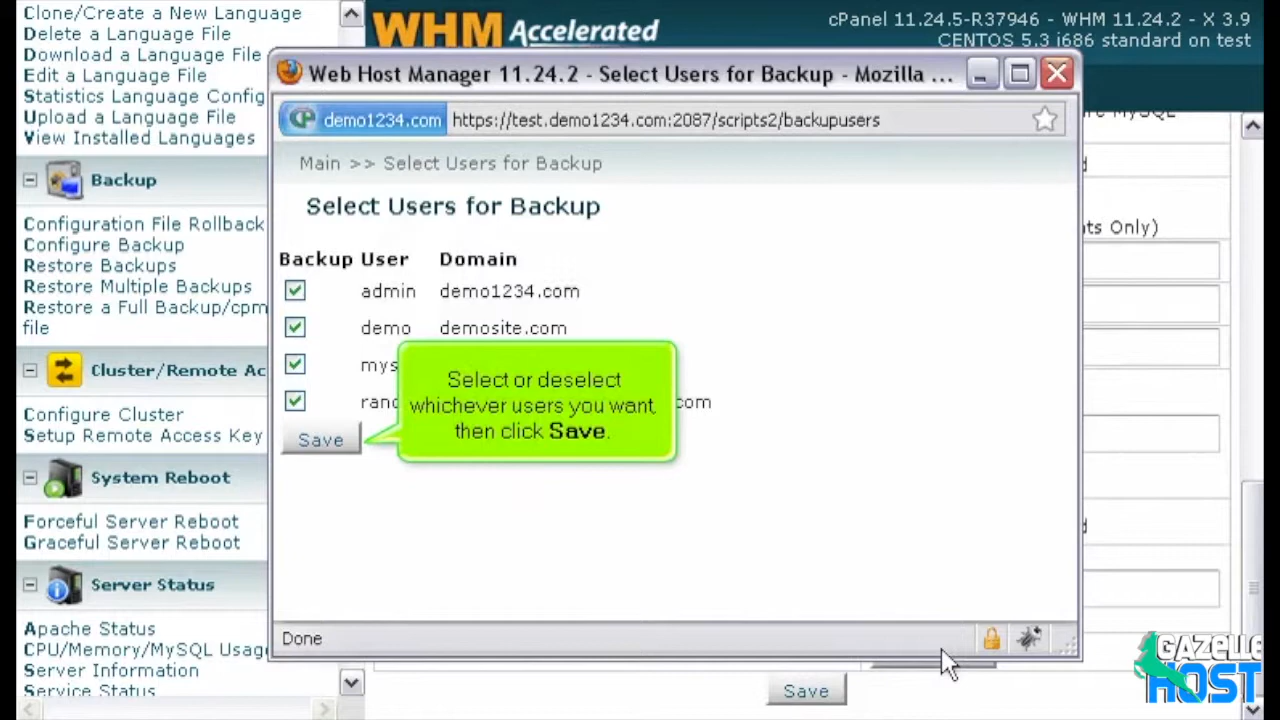 Clone/Create a New Language
Delete a Language File
Download a Language File
Edit a Language File
Statistics Language Config
Upload a Language File
View Installed Languages
Backup
Configuration File Rollback
Configure Backup
Restore Backups
Restore Multiple Backups
Restore a Full Backup/cpm
file
Cluster/Remote Ac
Configure Cluster
Setup Remote Access Key
System Reboot
Forceful Server Reboot
Graceful Server Reboot
Server Status
Apache Status
CPU/Memory/MySQL Usag
Server Information
Service Status
WHM Accelerated
cPanel 11.24.5-R37946 - WHM 11.24.2 - X 3.9
CENTOS 5.3 i686 standard on test
Web Host Manager 11.24.2 - Select Users for Backup - Mozilla ...
demo1234.com https://test.demo1234.com:2087/scripts2/backupusers
Main >> Select Users for Backup
Select Users for Backup
Backup User Domain
admin demo1234.com
demo demosite.com
mys
rand com
Save
Select or deselect
whichever users you want,
then click Save.
Done
MySQL
ts Only)
Save
GAZELLE
HOST